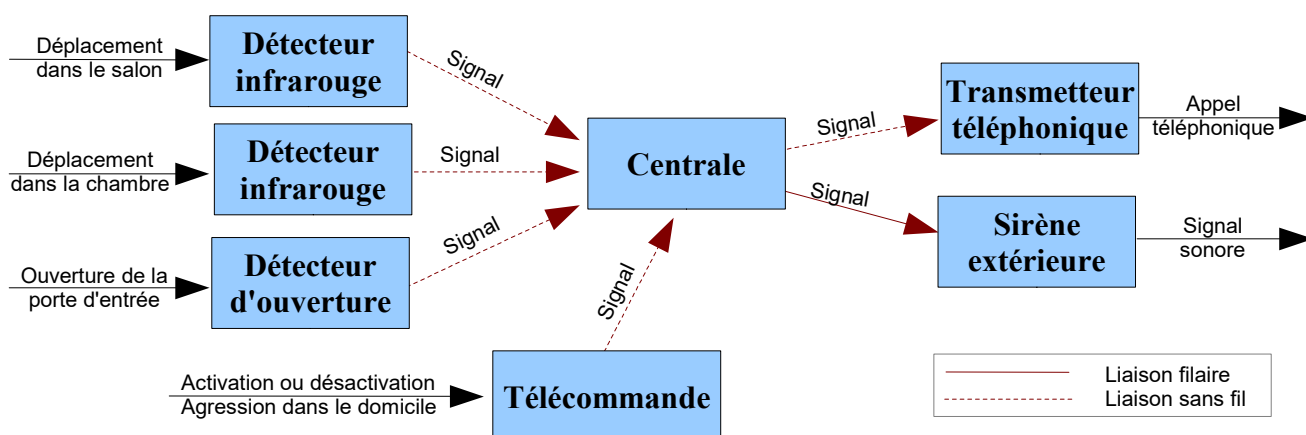 Déplacement
dans le salon
Détecteur
infrarouge
Signal
Déplacement
dans la chambre
Détecteur
infrarouge
Signal
Ouverture de la
porte d'entrée
Détecteur
d'ouverture
Signal
Activation ou désactivation
Agression dans le domicile
Télécommande
Signal
Centrale
Signal
Transmetteur
téléphonique
Appel
téléphonique
Signal
Sirène
extérieure
Signal
sonore
Liaison filaire
Liaison sans fil